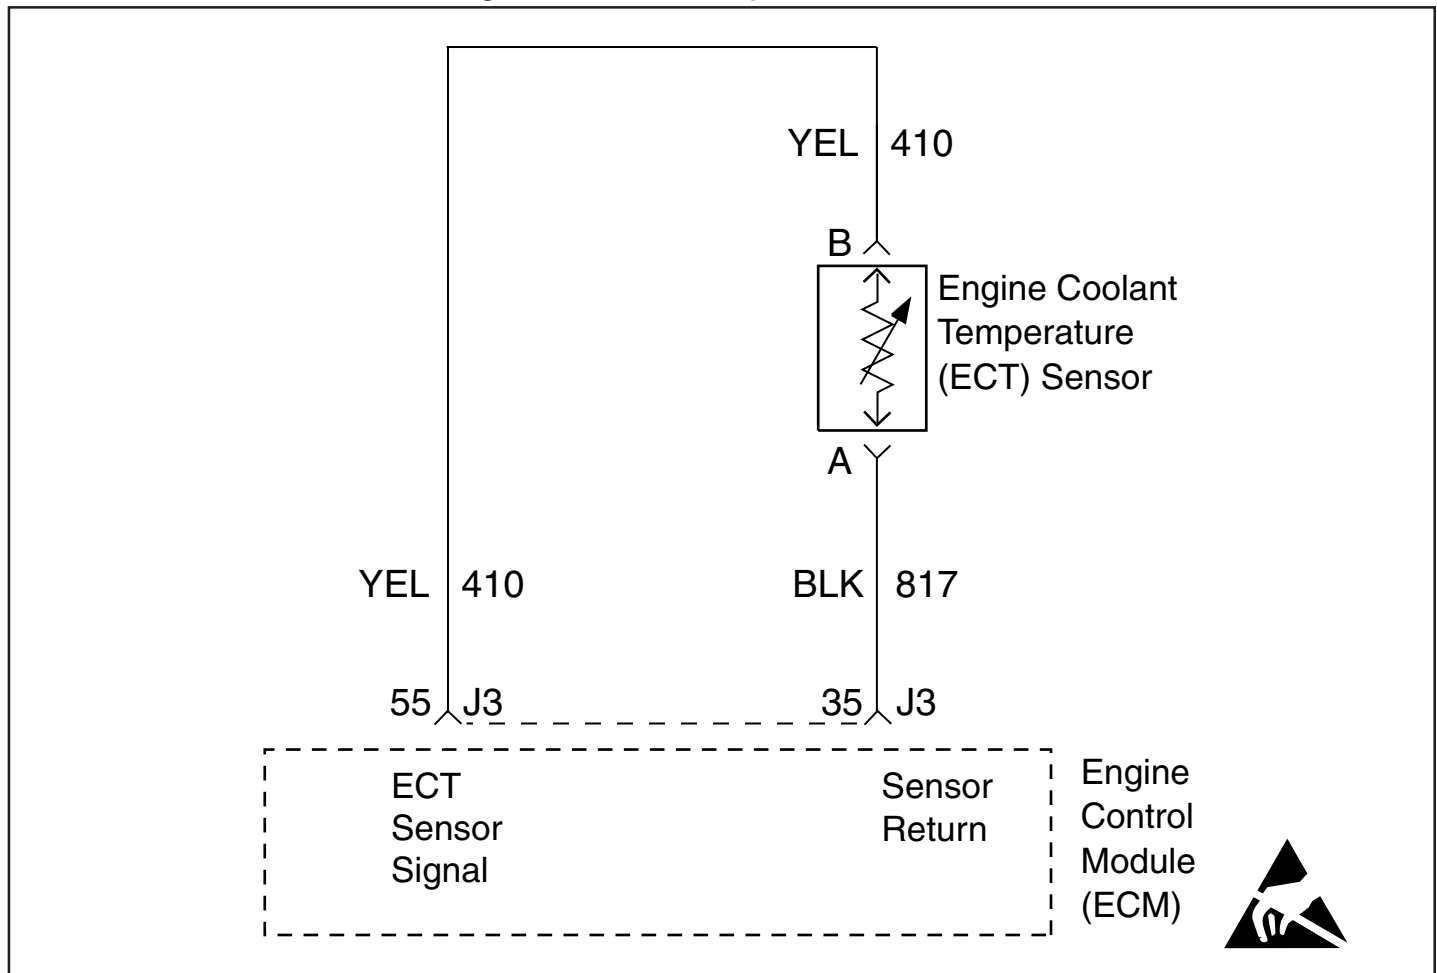 YEL 410
B
Engine Coolant
Temperature
(ECT) Sensor
A
YEL 410
BLK 817
55 J3
35 J3
ECT
Sensor
Signal
Sensor
Return
Engine
Control
Module
(ECM)